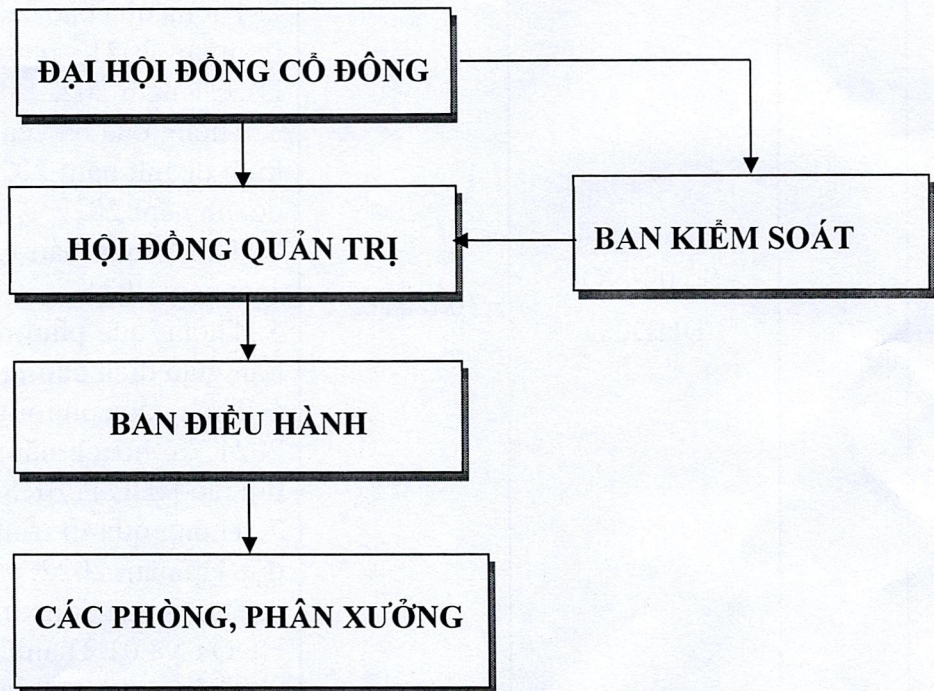 ĐẠI HỘI ĐỒNG CỔ ĐÔNG
HỘI ĐỒNG QUẢN TRỊ
BAN KIỂM SOÁT
BAN ĐIỀU HÀNH
CÁC PHÒNG, PHÂN XƯỞNG